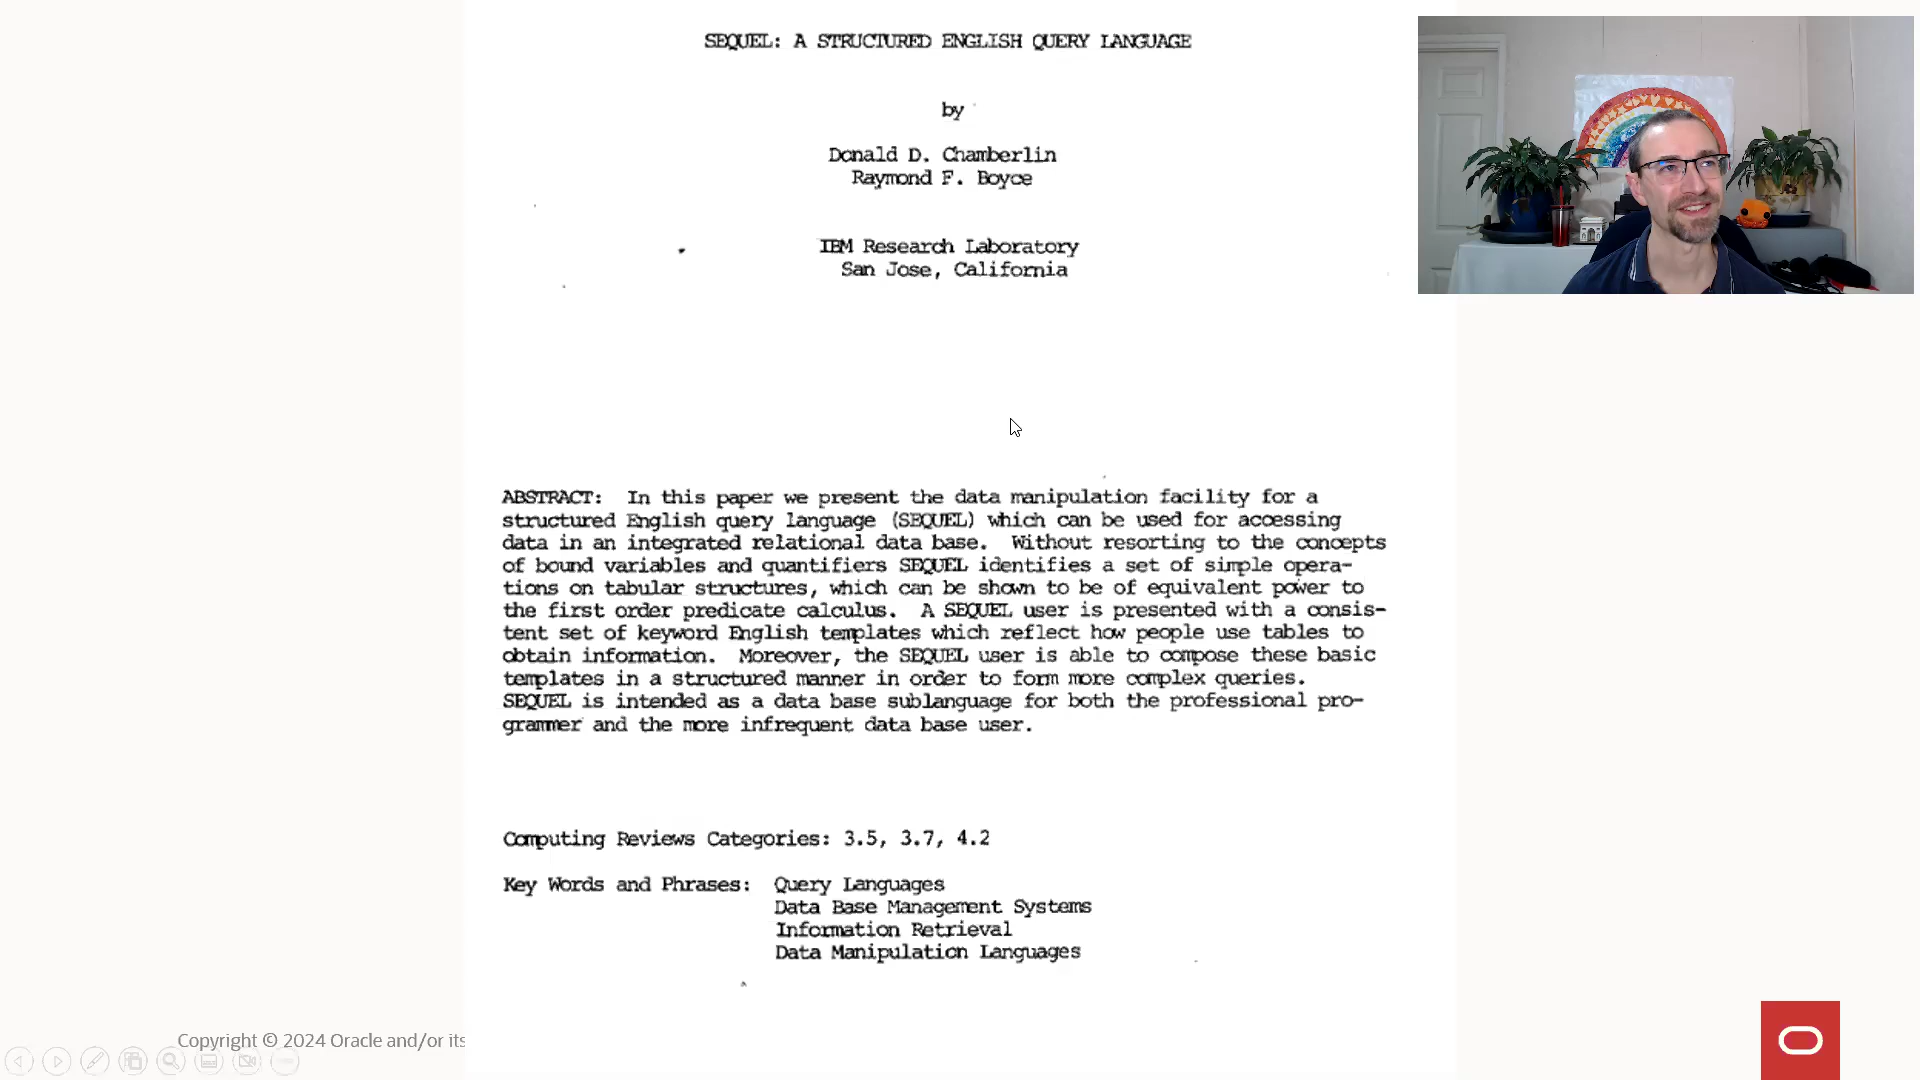 SEQUEL: A STRUCTURED ENGLISH QUERY LANGUAGE
by
Donald D. Chamberlin
Raymond F. Boyce
IBM Research Laboratory
San Jose, California
ABSTRACT: In this paper we present the data manipulation facility for a
structured English query language (SEQUEL) which can be used for accessing
data in an integrated relational data base. Without resorting to the concepts
of bound variables and quantifiers SEQUEL identifies a set of simple opera-
tions on tabular structures, which can be shown to be of equivalent power to
the first order predicate calculus. A SEQUEL user is presented with a consis-
tent set of keyword English templates which reflect how people use tables to
obtain information. Moreover, the SEQUEL user is able to compose these basic
templates in a structured manner in order to form more complex queries.
SEQUEL is intended as a data base sublanguage for both the professional pro-
grammer and the more infrequent data base user.
Computing Reviews Categories: 3.5, 3.7, 4.2
Key Words and Phrases: Query Languages
Data Base Management Systems
Information Retrieval
Data Manipulation Languages
Copyright © 2024 Oracle and/or its